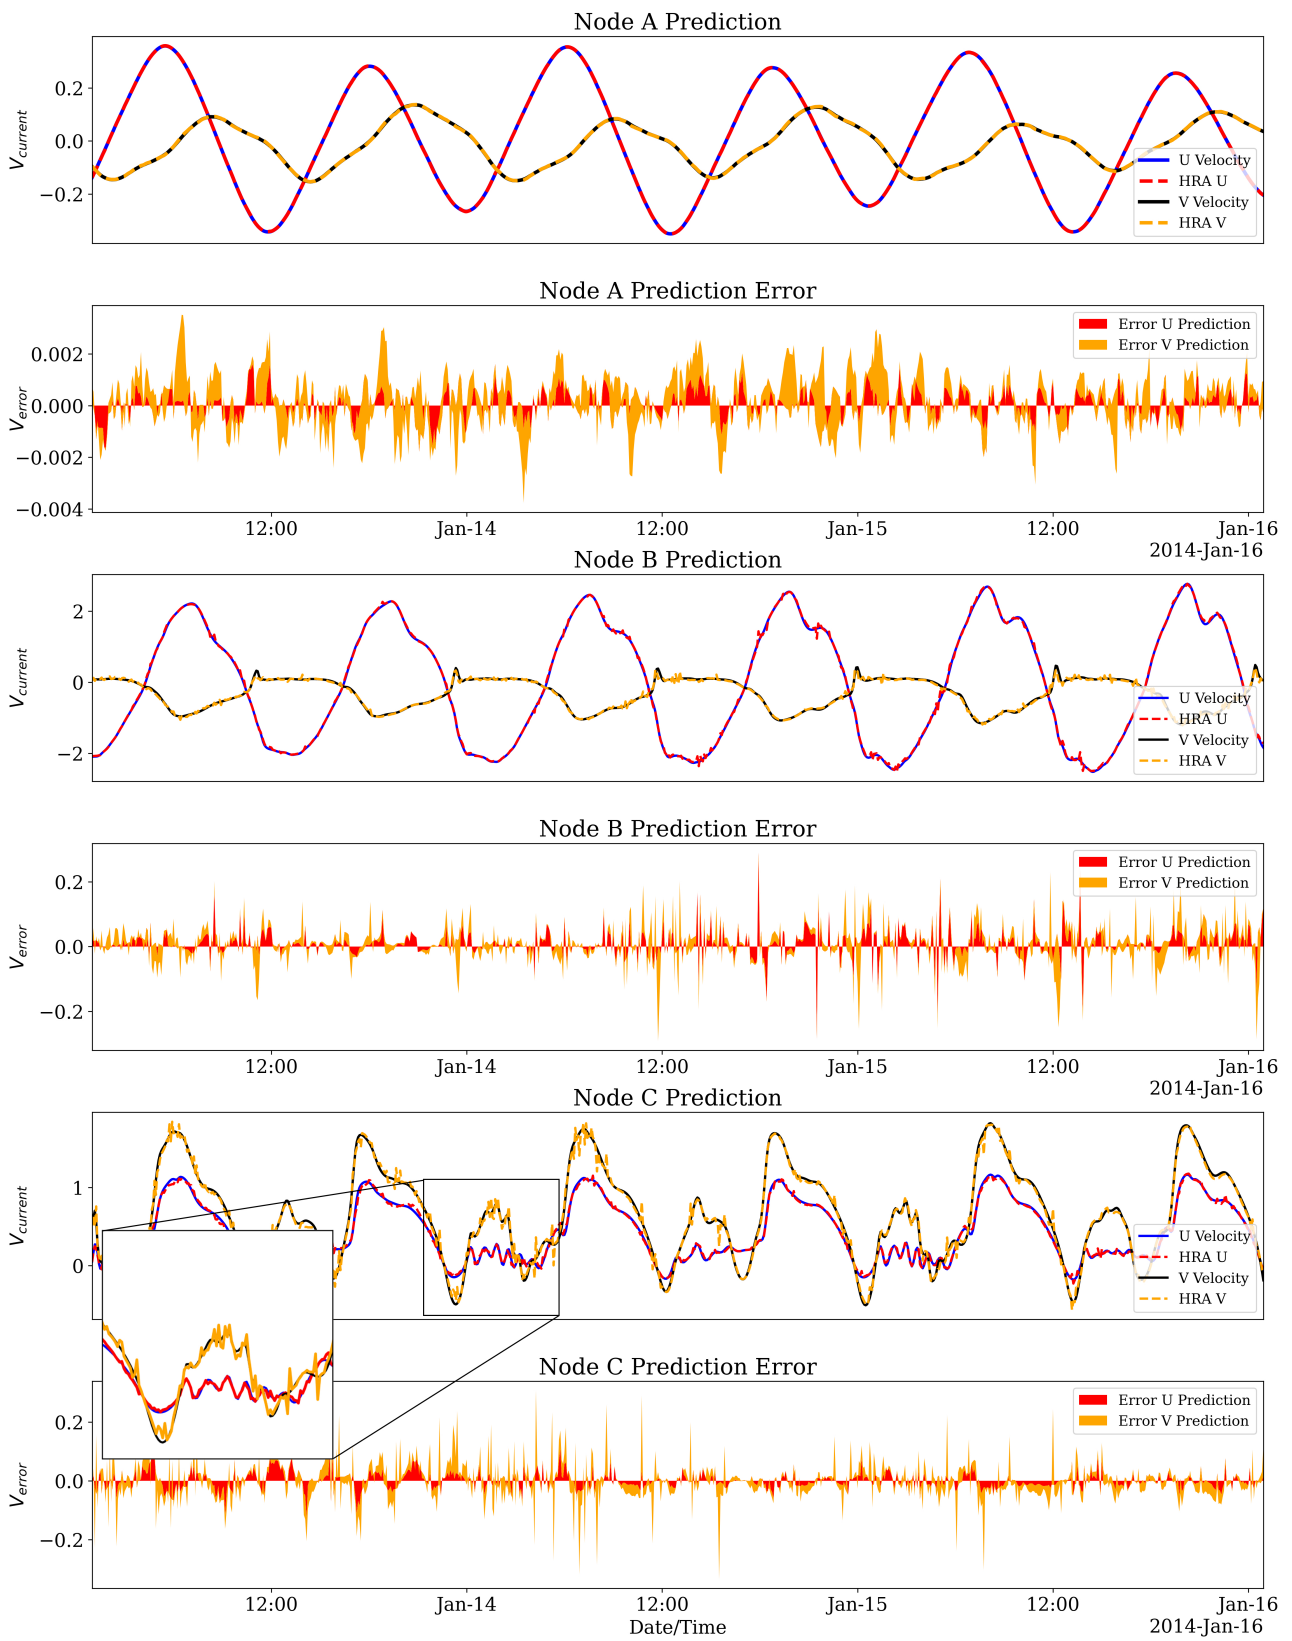 Node A Prediction
0.2
0.0
−0.2
V_current
U Velocity
HRA U
V Velocity
HRA V
Node A Prediction Error
0.002
0.000
−0.002
−0.004
V_error
Error U Prediction
Error V Prediction
12:00
Jan-14
12:00
Jan-15
12:00
Jan-16
2014-Jan-16
Node B Prediction
2
0
−2
V_current
U Velocity
HRA U
V Velocity
HRA V
Node B Prediction Error
0.2
0.0
−0.2
V_error
Error U Prediction
Error V Prediction
12:00
Jan-14
12:00
Jan-15
12:00
Jan-16
2014-Jan-16
Node C Prediction
1
0
V_current
U Velocity
HRA U
V Velocity
HRA V
Node C Prediction Error
0.2
0.0
−0.2
V_error
Error U Prediction
Error V Prediction
12:00
Jan-14
12:00
Jan-15
12:00
Jan-16
Date/Time
2014-Jan-16